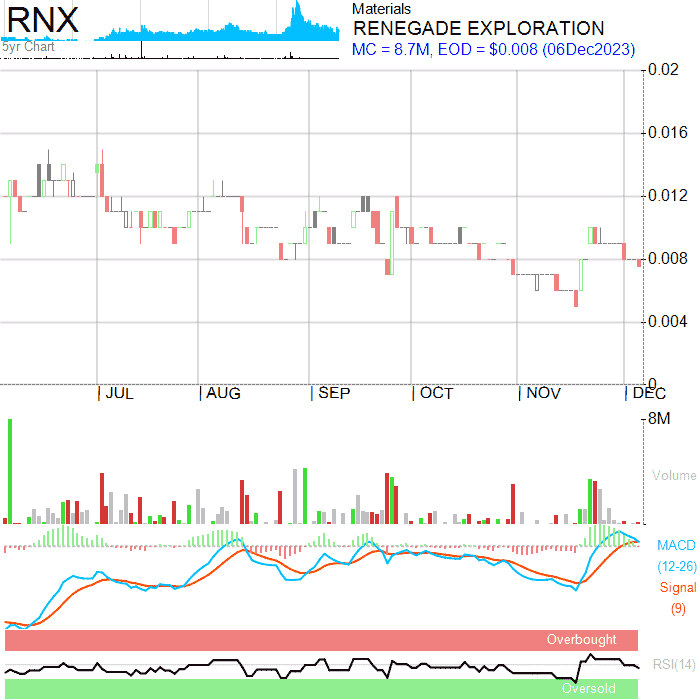 RNX
5yr Chart
Materials
RENEGADE EXPLORATION
MC = 8.7M, EOD = $0.008 (06Dec2023)
0.02
0.016
0.012
0.008
0.004
0
JUL
AUG
SEP
OCT
NOV
DEC
8M
Volume
MACD
(12-26)
Signal
(9)
Overbought
RSI(14)
Oversold